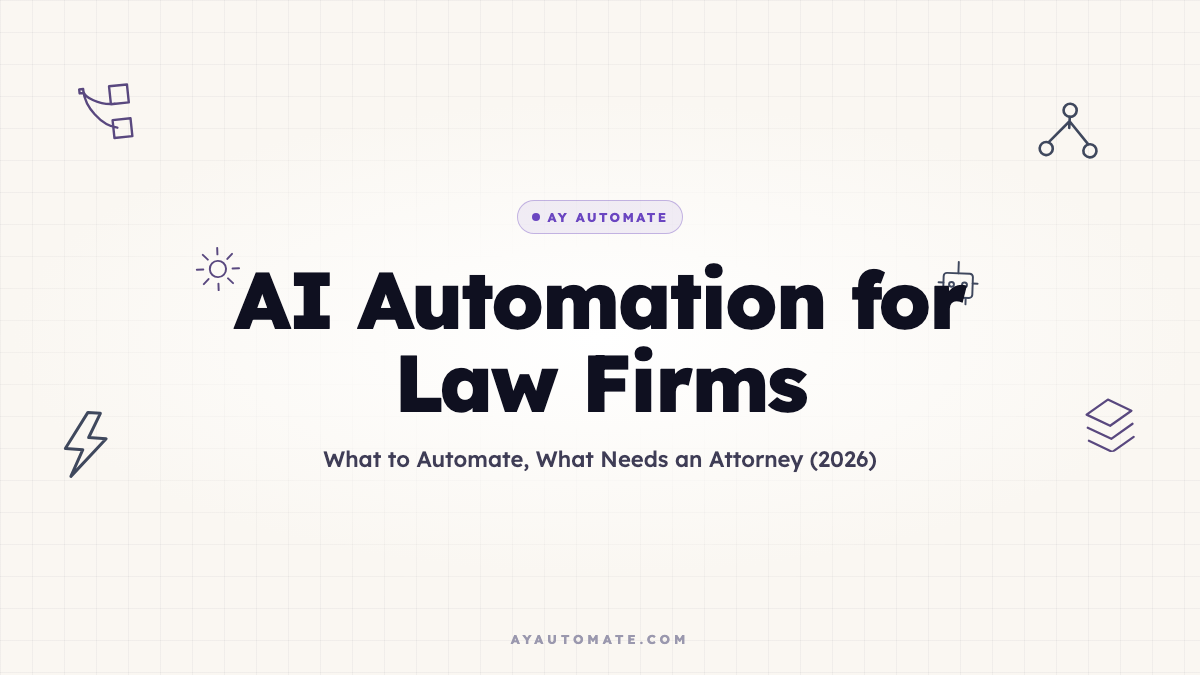 AY AUTOMATE
AI Automation for
Law Firms
What to Automate, What Needs an Attorney (2026)
AYAUTOMATE.COM